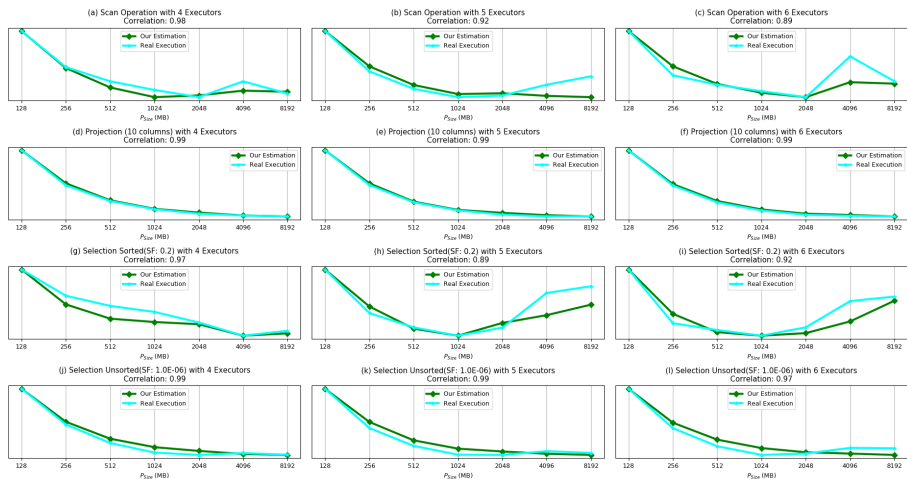 (a) Scan Operation with 4 Executors
Correlation: 0.98
Our Estimation
Real Execution
128 256 512 1024 2048 4096 8192
PSize (MB)
(b) Scan Operation with 5 Executors
Correlation: 0.92
Our Estimation
Real Execution
128 256 512 1024 2048 4096 8192
PSize (MB)
(c) Scan Operation with 6 Executors
Correlation: 0.89
Our Estimation
Real Execution
128 256 512 1024 2048 4096 8192
PSize (MB)
(d) Projection (10 columns) with 4 Executors
Correlation: 0.99
Our Estimation
Real Execution
128 256 512 1024 2048 4096 8192
PSize (MB)
(e) Projection (10 columns) with 5 Executors
Correlation: 0.99
Our Estimation
Real Execution
128 256 512 1024 2048 4096 8192
PSize (MB)
(f) Projection (10 columns) with 6 Executors
Correlation: 0.99
Our Estimation
Real Execution
128 256 512 1024 2048 4096 8192
PSize (MB)
(g) Selection Sorted(SF: 0.2) with 4 Executors
Correlation: 0.97
Our Estimation
Real Execution
128 256 512 1024 2048 4096 8192
PSize (MB)
(h) Selection Sorted(SF: 0.2) with 5 Executors
Correlation: 0.89
Our Estimation
Real Execution
128 256 512 1024 2048 4096 8192
PSize (MB)
(i) Selection Sorted(SF: 0.2) with 6 Executors
Correlation: 0.92
Our Estimation
Real Execution
128 256 512 1024 2048 4096 8192
PSize (MB)
(j) Selection Unsorted(SF: 1.0E-06) with 4 Executors
Correlation: 0.99
Our Estimation
Real Execution
128 256 512 1024 2048 4096 8192
PSize (MB)
(k) Selection Unsorted(SF: 1.0E-06) with 5 Executors
Correlation: 0.99
Our Estimation
Real Execution
128 256 512 1024 2048 4096 8192
PSize (MB)
(l) Selection Unsorted(SF: 1.0E-06) with 6 Executors
Correlation: 0.97
Our Estimation
Real Execution
128 256 512 1024 2048 4096 8192
PSize (MB)